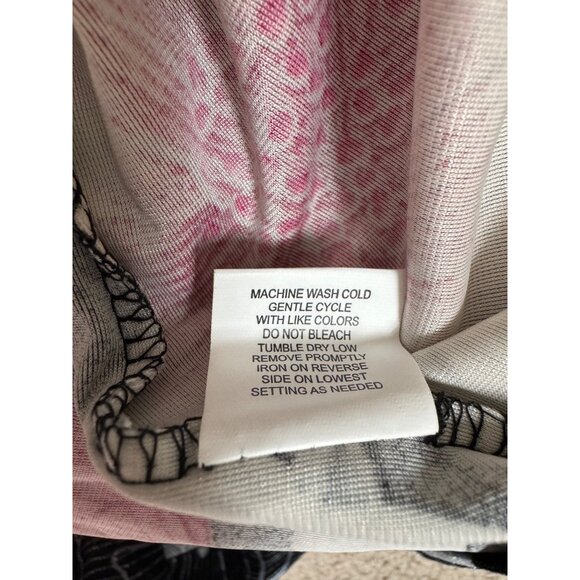 MACHINE WASH COLD
GENTLE CYCLE
WITH LIKE COLORS
DO NOT BLEACH
TUMBLE DRY LOW
REMOVE PROMPTLY
IRON ON REVERSE
SIDE ON LOWEST
SETTING AS NEEDED